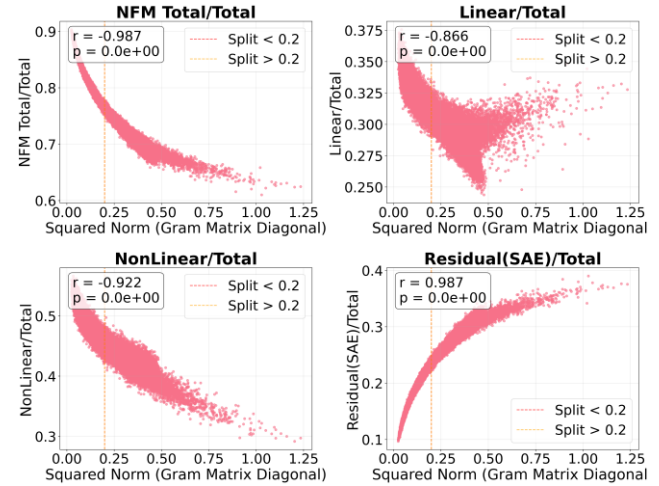 NFM Total/Total
r = -0.987
p = 0.0e+00
Split < 0.2
Split > 0.2
NFM Total/Total
0.9
0.8
0.7
0.6
0.00 0.25 0.50 0.75 1.00 1.25
Squared Norm (Gram Matrix Diagonal)
Linear/Total
r = -0.866
p = 0.0e+00
Split < 0.2
Split > 0.2
Linear/Total
0.375
0.350
0.325
0.300
0.275
0.250
0.00 0.25 0.50 0.75 1.00 1.25
Squared Norm (Gram Matrix Diagonal)
NonLinear/Total
r = -0.922
p = 0.0e+00
Split < 0.2
Split > 0.2
NonLinear/Total
0.5
0.4
0.3
0.00 0.25 0.50 0.75 1.00 1.25
Squared Norm (Gram Matrix Diagonal)
Residual(SAE)/Total
r = 0.987
p = 0.0e+00
Split < 0.2
Split > 0.2
Residual(SAE)/Total
0.4
0.3
0.2
0.1
0.00 0.25 0.50 0.75 1.00 1.25
Squared Norm (Gram Matrix Diagonal)